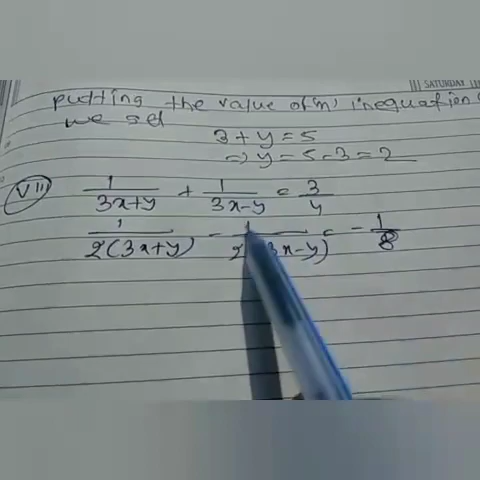 SATURDAY
putting the value of 'n' in equation
we get
3 + y = 5
=> y = 5 - 3 = 2
(VIII) 1/(3x+y) + 1/(3x-y) = 3/4
1/(2(3x+y)) - 1/(2(3x-y)) = -1/8